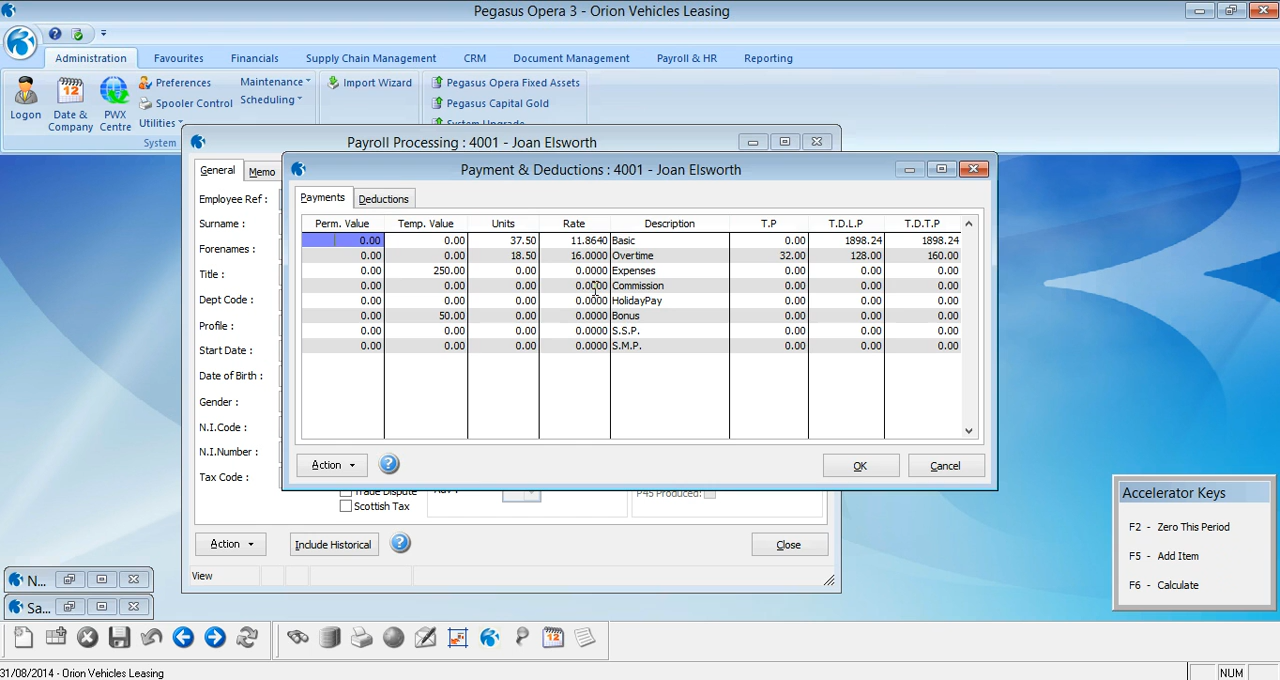 Pegasus Opera 3 - Orion Vehicles Leasing
Administration Favourites Financials Supply Chain Management CRM Document Management Payroll & HR Reporting
Logon
Date & Company
PWX Centre
Preferences
Spooler Control
Utilities
Maintenance
Scheduling
System
Import Wizard
Pegasus Opera Fixed Assets
Pegasus Capital Gold
System Upgrade
Payroll Processing : 4001 - Joan Elsworth
General Memo
Employee Ref :
Surname :
Forenames :
Title :
Dept Code :
Profile :
Start Date :
Date of Birth :
Gender :
N.I.Code :
N.I.Number :
Tax Code :
Payment & Deductions : 4001 - Joan Elsworth
Payments Deductions
Perm. Value Temp. Value Units Rate Description T.P T.D.L.P T.D.T.P
0.00 0.00 37.50 11.8640 Basic 0.00 1898.24 1898.24
0.00 0.00 18.50 16.0000 Overtime 32.00 128.00 160.00
0.00 250.00 0.00 0.0000 Expenses 0.00 0.00 0.00
0.00 0.00 0.00 0.0000 Commission 0.00 0.00 0.00
0.00 0.00 0.00 0.0000 HolidayPay 0.00 0.00 0.00
0.00 50.00 0.00 0.0000 Bonus 0.00 0.00 0.00
0.00 0.00 0.00 0.0000 S.S.P. 0.00 0.00 0.00
0.00 0.00 0.00 0.0000 S.M.P. 0.00 0.00 0.00
Action OK Cancel
Trade Dispute
P45 Produced:
Scottish Tax
Action Include Historical Close
View
Accelerator Keys
F2 - Zero This Period
F5 - Add Item
F6 - Calculate
N...
Sa...
12
31/08/2014 - Orion Vehicles Leasing
NUM